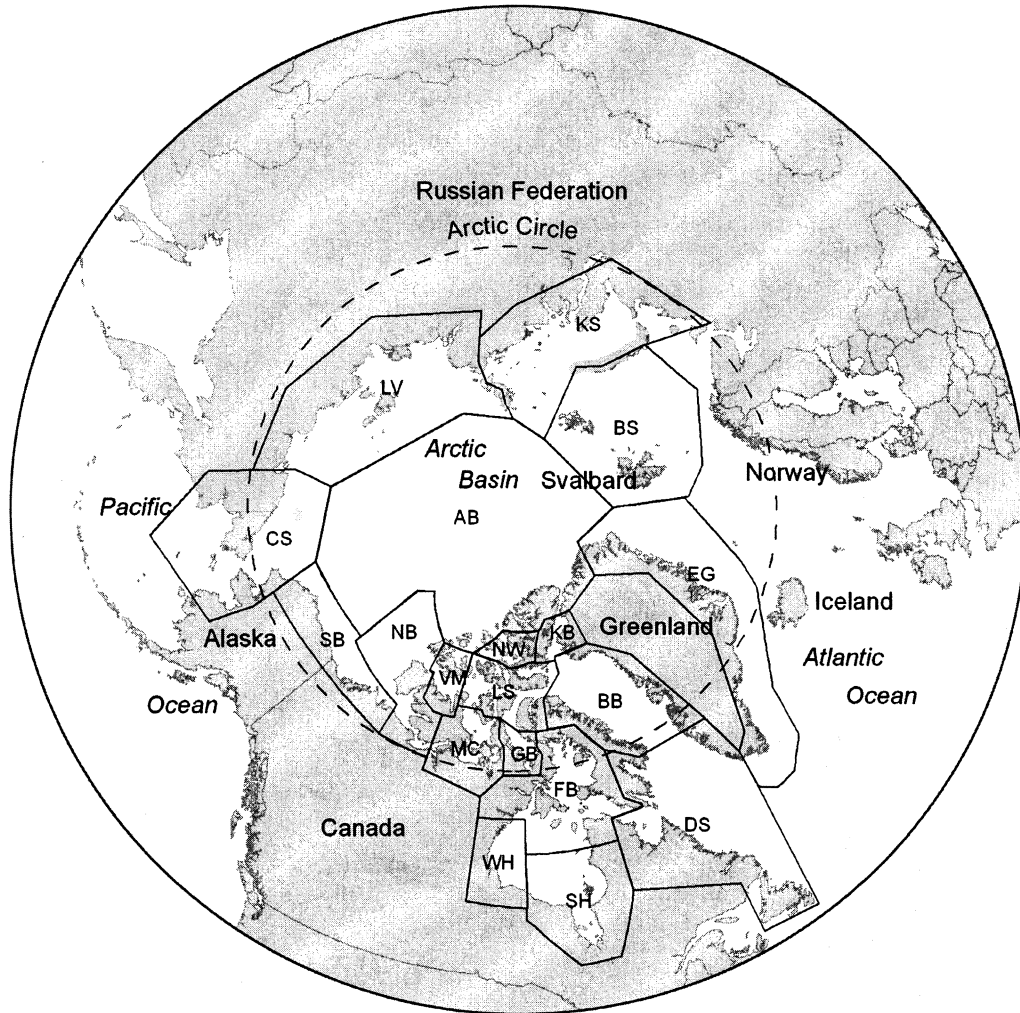 Russian Federation
Arctic Circle
KS
LV
BS
Arctic
Basin
Svalbard
Norway
Pacific
AB
CS
EG
Iceland
Alaska
SB
NB
NW
KB
Greenland
Atlantic
VM
LS
BB
Ocean
Ocean
MC
GB
FB
Canada
DS
WH
SH